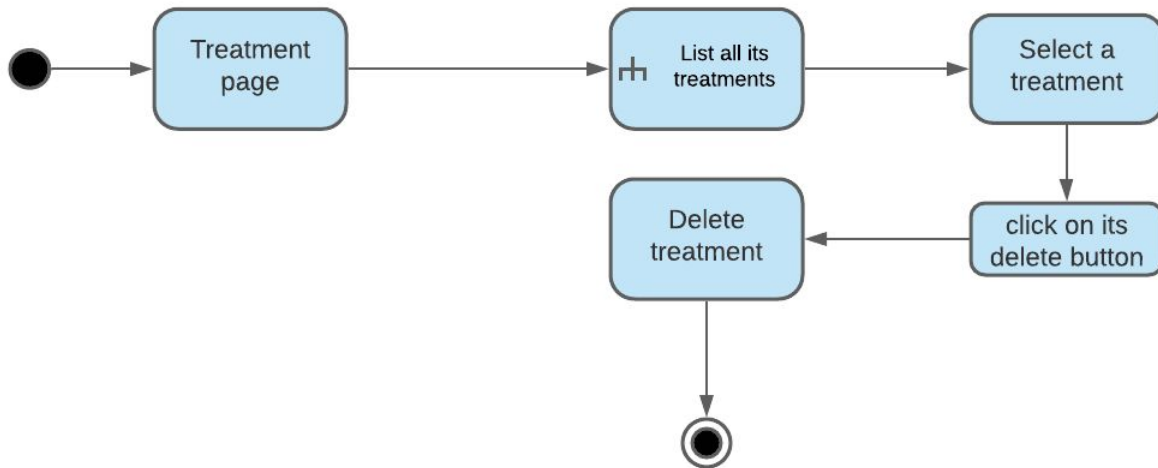 Treatment
page
List all its
treatments
Select a
treatment
click on its
delete button
Delete
treatment